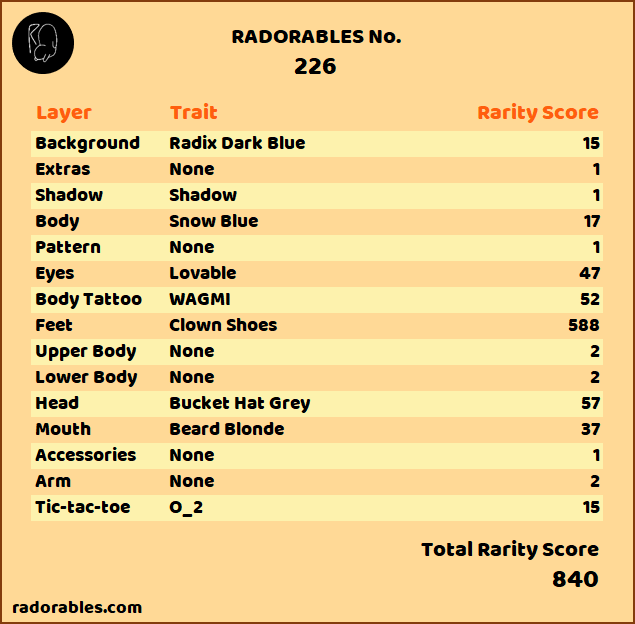 RADORABLES No.
226
Layer Trait Rarity Score
Background Radix Dark Blue 15
Extras None 1
Shadow Shadow 1
Body Snow Blue 17
Pattern None 1
Eyes Lovable 47
Body Tattoo WAGMI 52
Feet Clown Shoes 588
Upper Body None 2
Lower Body None 2
Head Bucket Hat Grey 57
Mouth Beard Blonde 37
Accessories None 1
Arm None 2
Tic-tac-toe O_2 15
Total Rarity Score
840
radorables.com